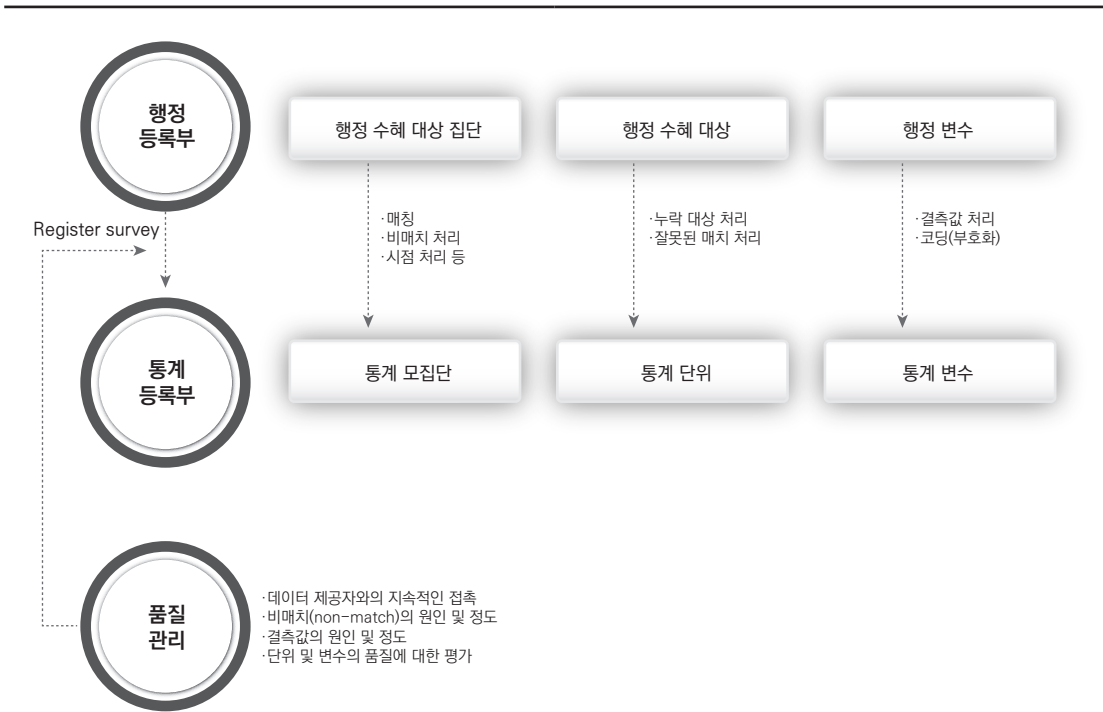 행정
등록부
행정 수혜 대상 집단
행정 수혜 대상
행정 변수
Register survey
·매칭
·비매치 처리
·시점 처리 등
·누락 대상 처리
·잘못된 매치 처리
·결측값 처리
·코딩(부호화)
통계
등록부
통계 모집단
통계 단위
통계 변수
품질
관리
·데이터 제공자와의 지속적인 접촉
·비매치(non-match)의 원인 및 정도
·결측값의 원인 및 정도
·단위 및 변수의 품질에 대한 평가